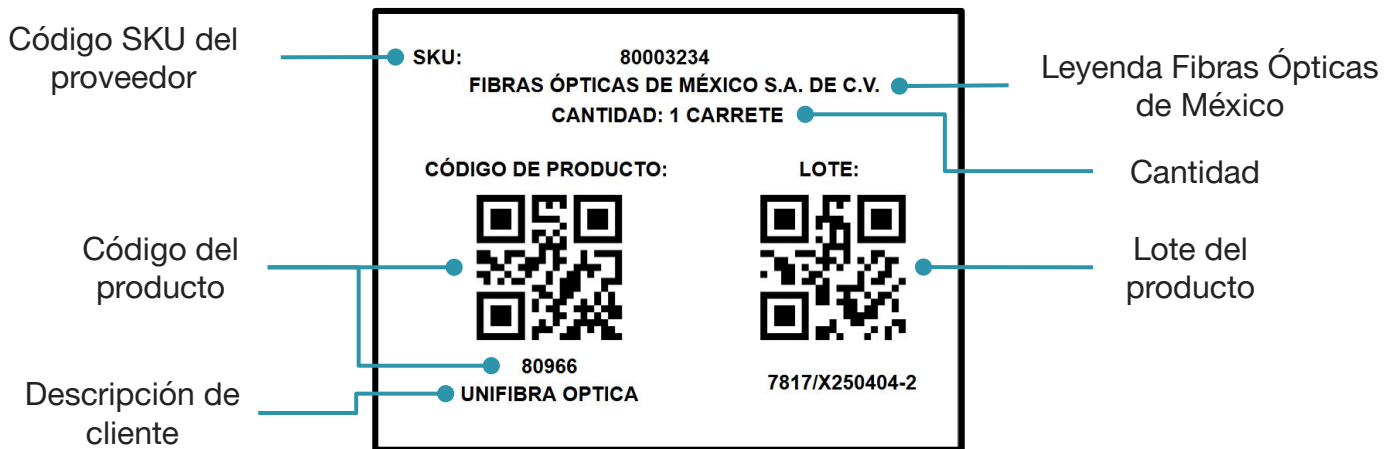 Código SKU del
proveedor
SKU: 80003234
FIBRAS ÓPTICAS DE MÉXICO S.A. DE C.V.
CANTIDAD: 1 CARRETE
Leyenda Fibras Ópticas
de México
Cantidad
CÓDIGO DE PRODUCTO:
LOTE:
Código del
producto
Lote del
producto
80966
UNIFIBRA OPTICA
7817/X250404-2
Descripción de
cliente